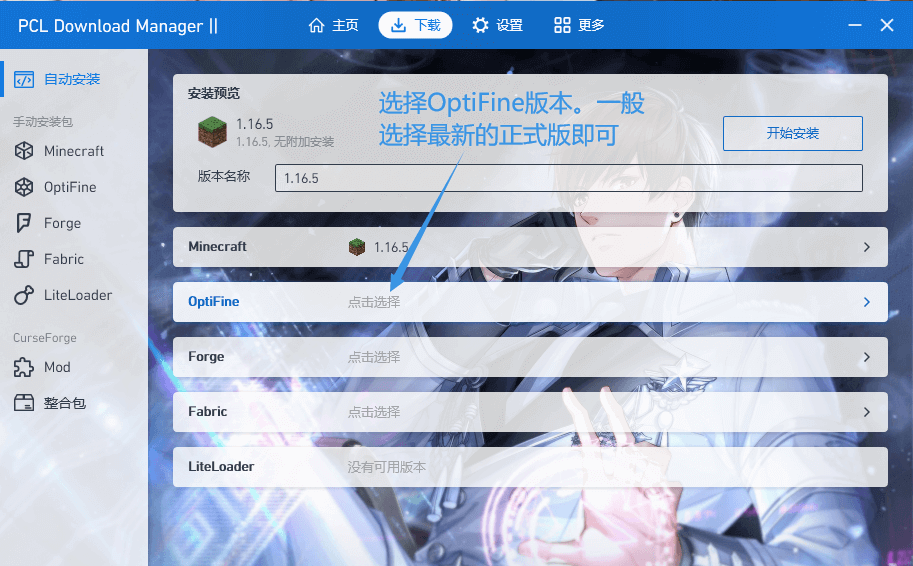 PCL Download Manager ||
主页
下载
设置
更多
自动安装
手动安装包
Minecraft
OptiFine
Forge
Fabric
LiteLoader
CurseForge
Mod
整合包
安装预览
1.16.5
1.16.5, 无附加安装
选择OptiFine版本。一般
选择最新的正式版即可
开始安装
版本名称
1.16.5
Minecraft
1.16.5
OptiFine
点击选择
Forge
点击选择
Fabric
点击选择
LiteLoader
没有可用版本